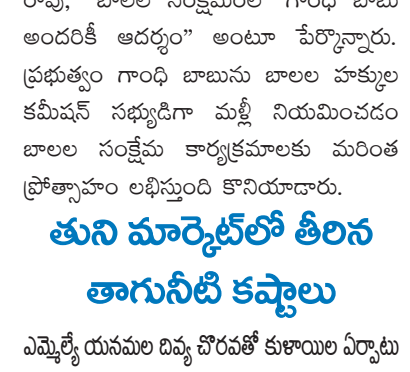 రావు, "బాలల సంక్షేమంలో గాంధి బాబు
అందరికీ ఆదర్శం” అంటూ పేర్కొన్నారు.
ప్రభుత్వం గాంధి బాబును బాలల హక్కుల
కమీషన్ సభ్యుడిగా మళ్లీ నియమించడం
బాలల సంక్షేమ కార్యక్రమాలకు మరింత
ప్రోత్సాహం లభిస్తుంది కొనియాడారు.
తుని మార్కెట్‌లో తీరిన
తాగునీటి కష్టాలు
ఎమ్మెల్యే యనమల దివ్య చొరవతో కుళాయిల ఏర్పాటు